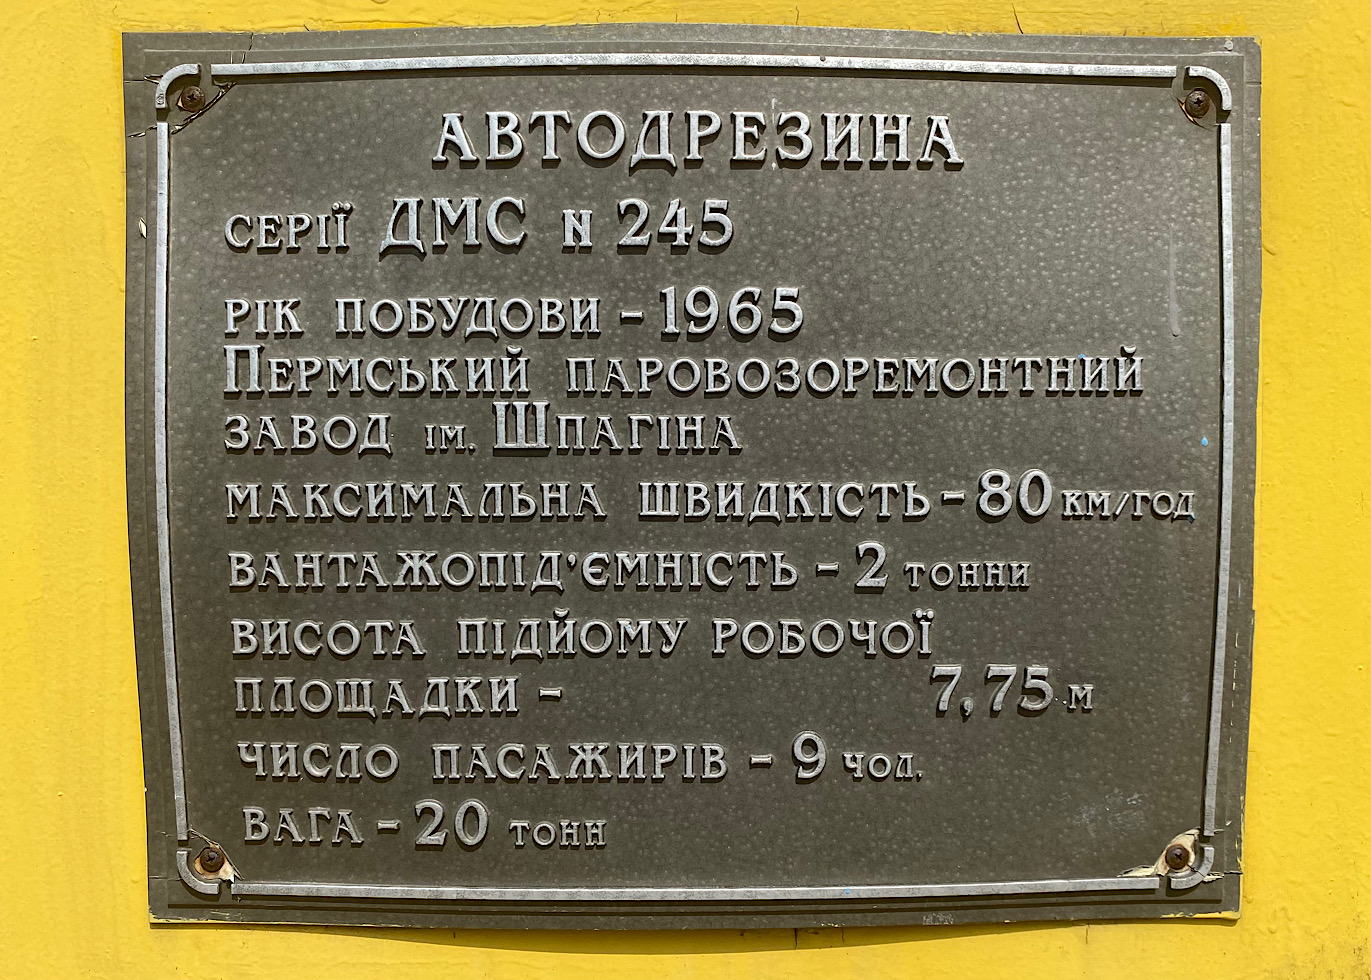 АВТОДРЕЗИНА
СЕРІЇ ДМС N 245
РІК ПОБУДОВИ – 1965
ПЕРМСЬКИЙ ПАРОВОЗОРЕМОНТНИЙ
ЗАВОД ІМ. ШПАГІНА
МАКСИМАЛЬНА ШВИДКІСТЬ – 80 КМ/ГОД
ВАНТАЖОПІД'ЄМНІСТЬ – 2 ТОННИ
ВИСОТА ПІДЙОМУ РОБОЧОЇ
ПЛОЩАДКИ – 7,75 М
ЧИСЛО ПАСАЖИРІВ – 9 ЧОЛ.
ВАГА – 20 ТОНН